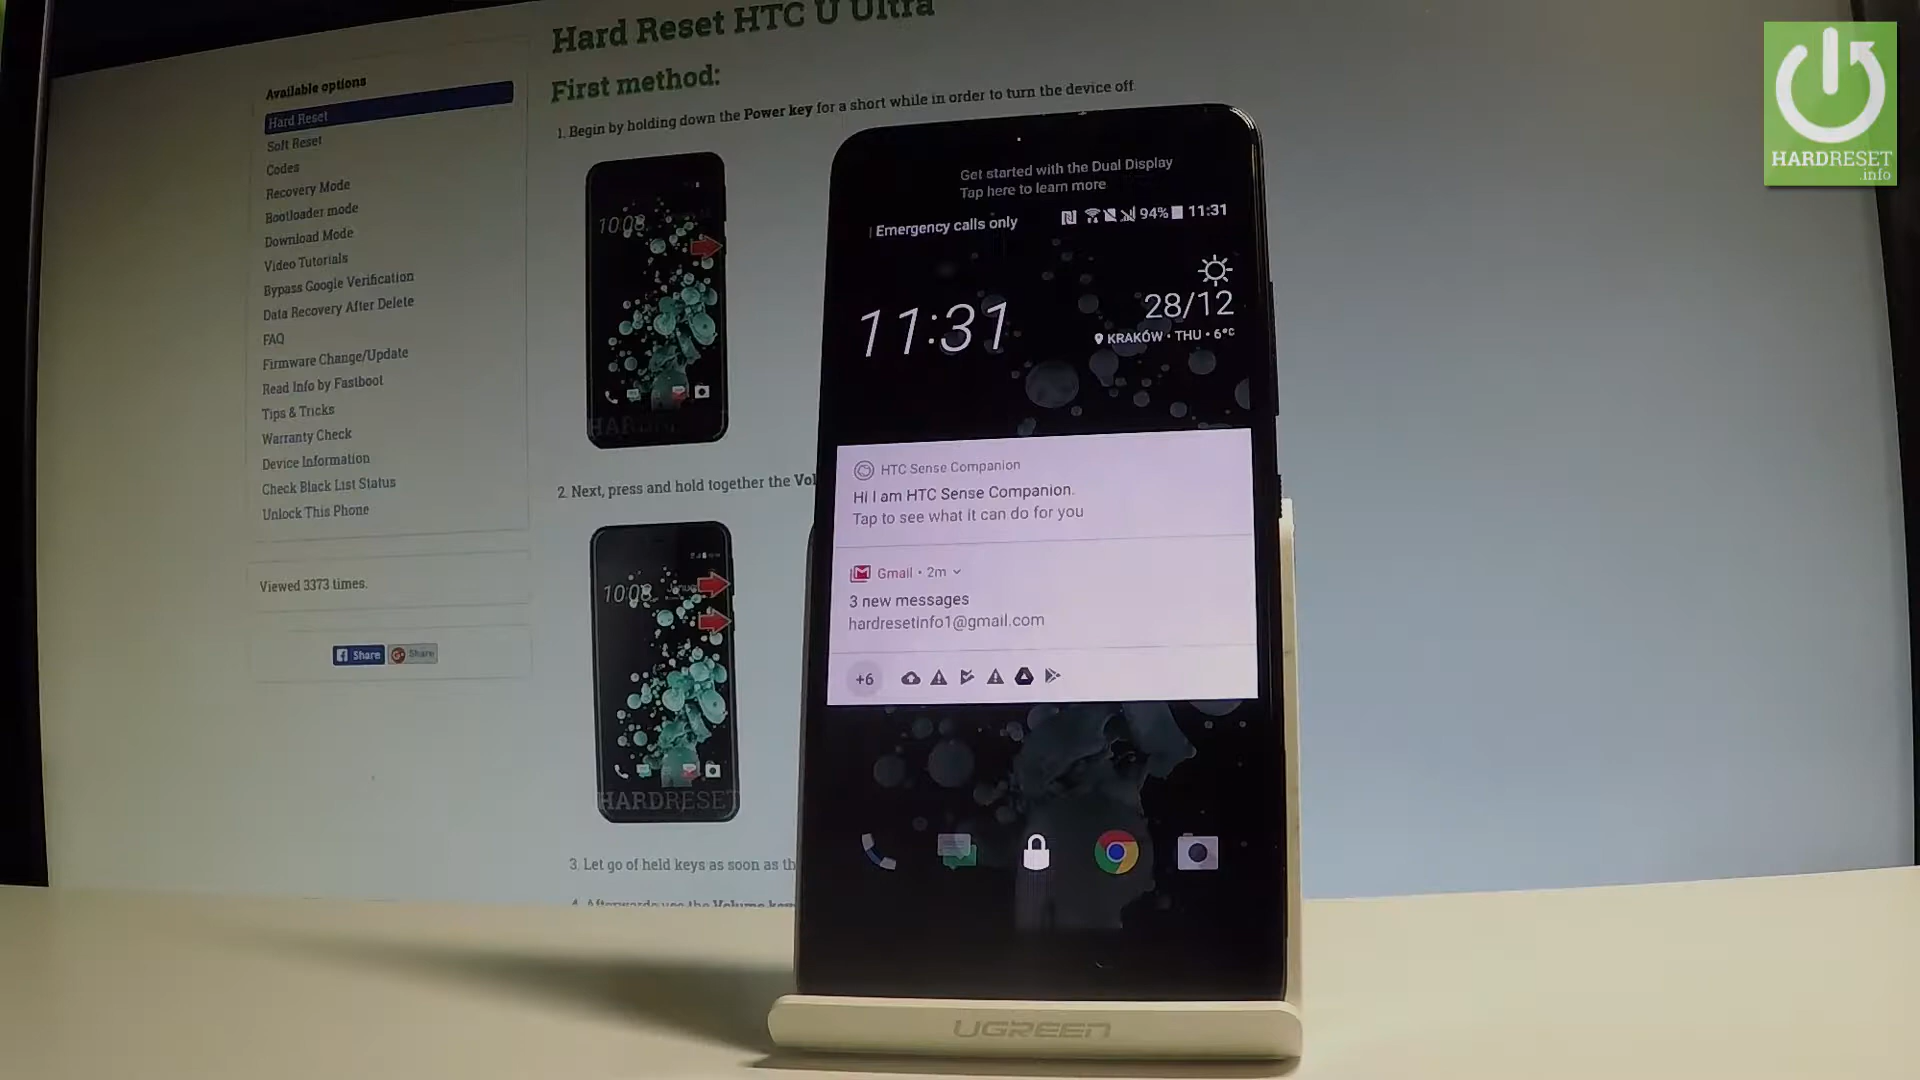 Hard Reset HTC U Ultra
Available options
Hard Reset
Soft Reset
Codes
Recovery Mode
Bootloader mode
Download Mode
Video Tutorials
Bypass Google Verification
Data Recovery After Delete
FAQ
Firmware Change/Update
Read Info by Fastboot
Tips & Tricks
Warranty Check
Device Information
Check Black List Status
Unlock This Phone
Viewed 3373 times.
Share
Share
First method:
1. Begin by holding down the Power key for a short while in order to turn the device off
10:08
2. Next, press and hold together the
10:08
HARDRESET
3. Let go of held keys as soon as
4. Afterwards use the Volume
Get started with the Dual Display
Tap here to learn more
Emergency calls only
94% 11:31
11:31
28/12
KRAKÓW • THU • 6°C
HTC Sense Companion
Hi I am HTC Sense Companion.
Tap to see what it can do for you
Gmail • 2m
3 new messages
hardresetinfo1@gmail.com
+6
UGREEN
HARDRESET
.info